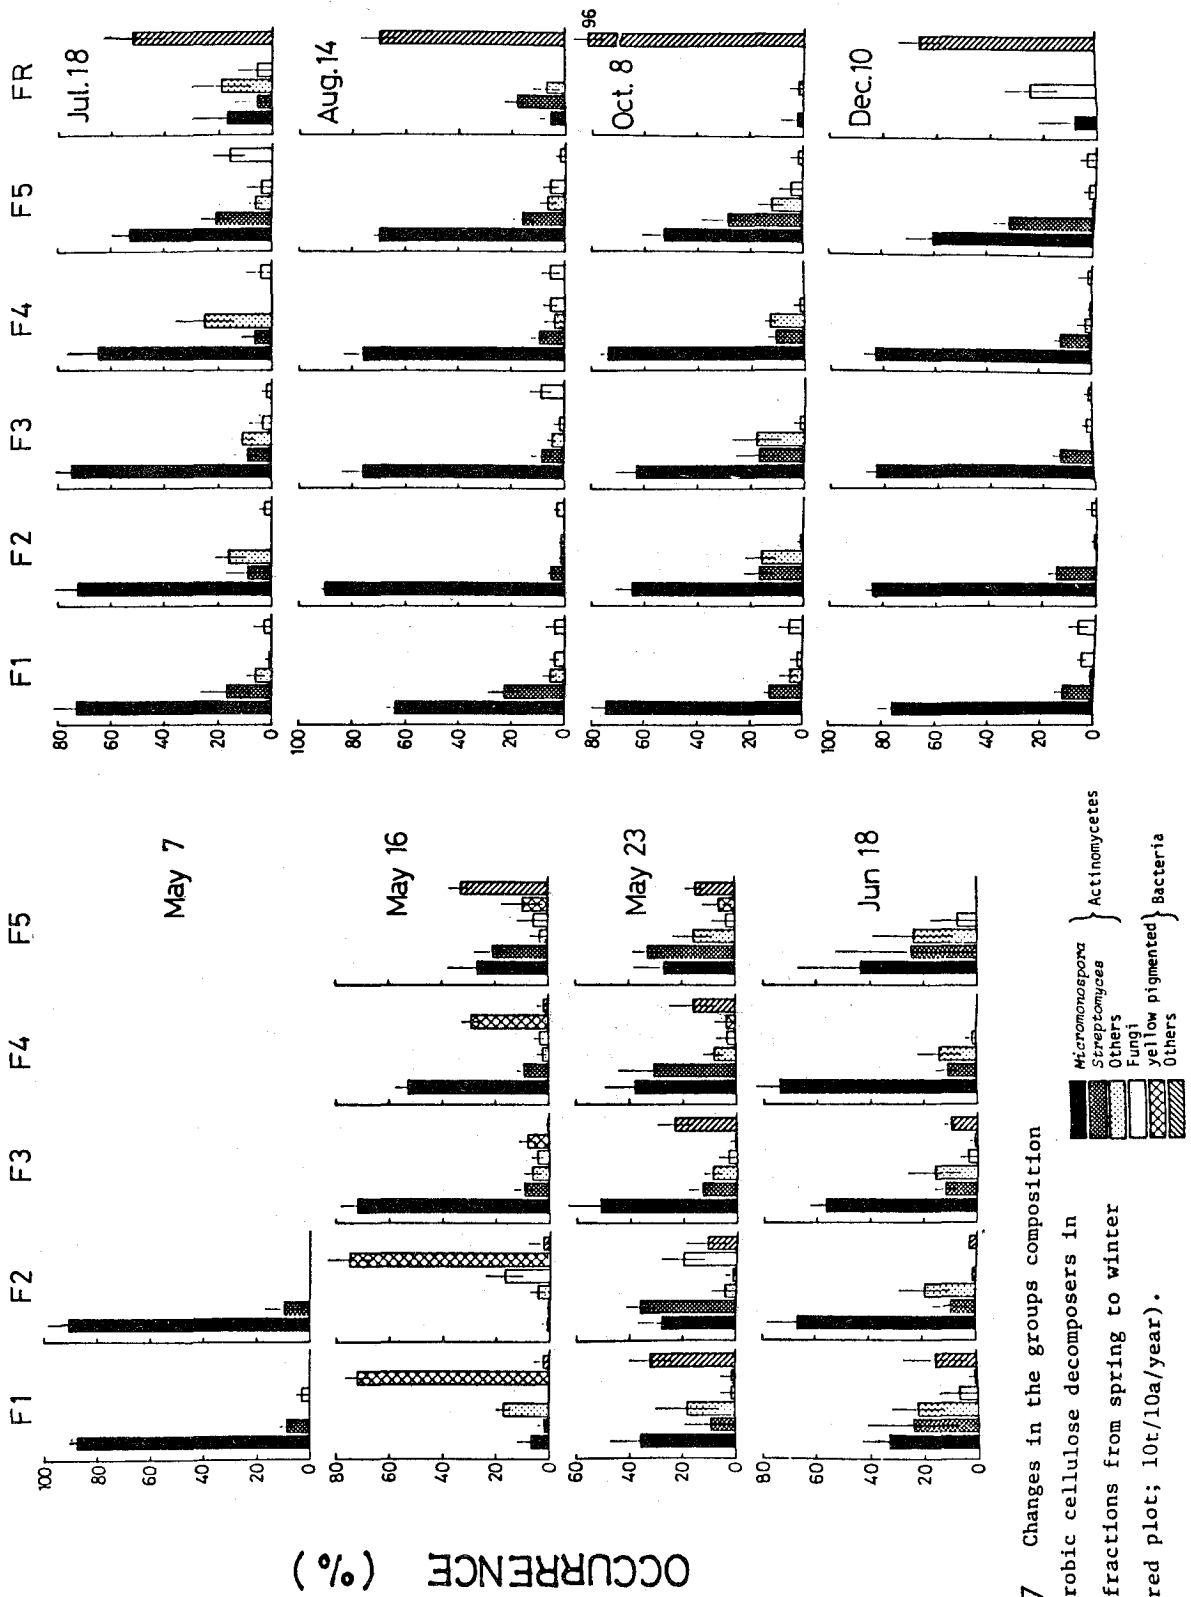 OCCURRENCE (%)
F1 F2 F3 F4 F5
May 7
100 80 60 40 20 0
May 16
80 60 40 20 0
May 23
60 40 20 0
Jun 18
80 60 40 20 0
F1 F2 F3 F4 F5 FR
Jul.18
80 60 40 20 0
Aug.14
100 80 60 40 20 0
Oct. 8
96
80 60 40 20 0
Dec.10
100 80 60 40 20 0
7 Changes in the groups composition
robic cellulose decomposers in
fractions from spring to winter
red plot; 10t/10a/year).
Micromonospora
Streptomyces
Others
Actinomycetes
Fungi
yellow pigmented
Others
Bacteria